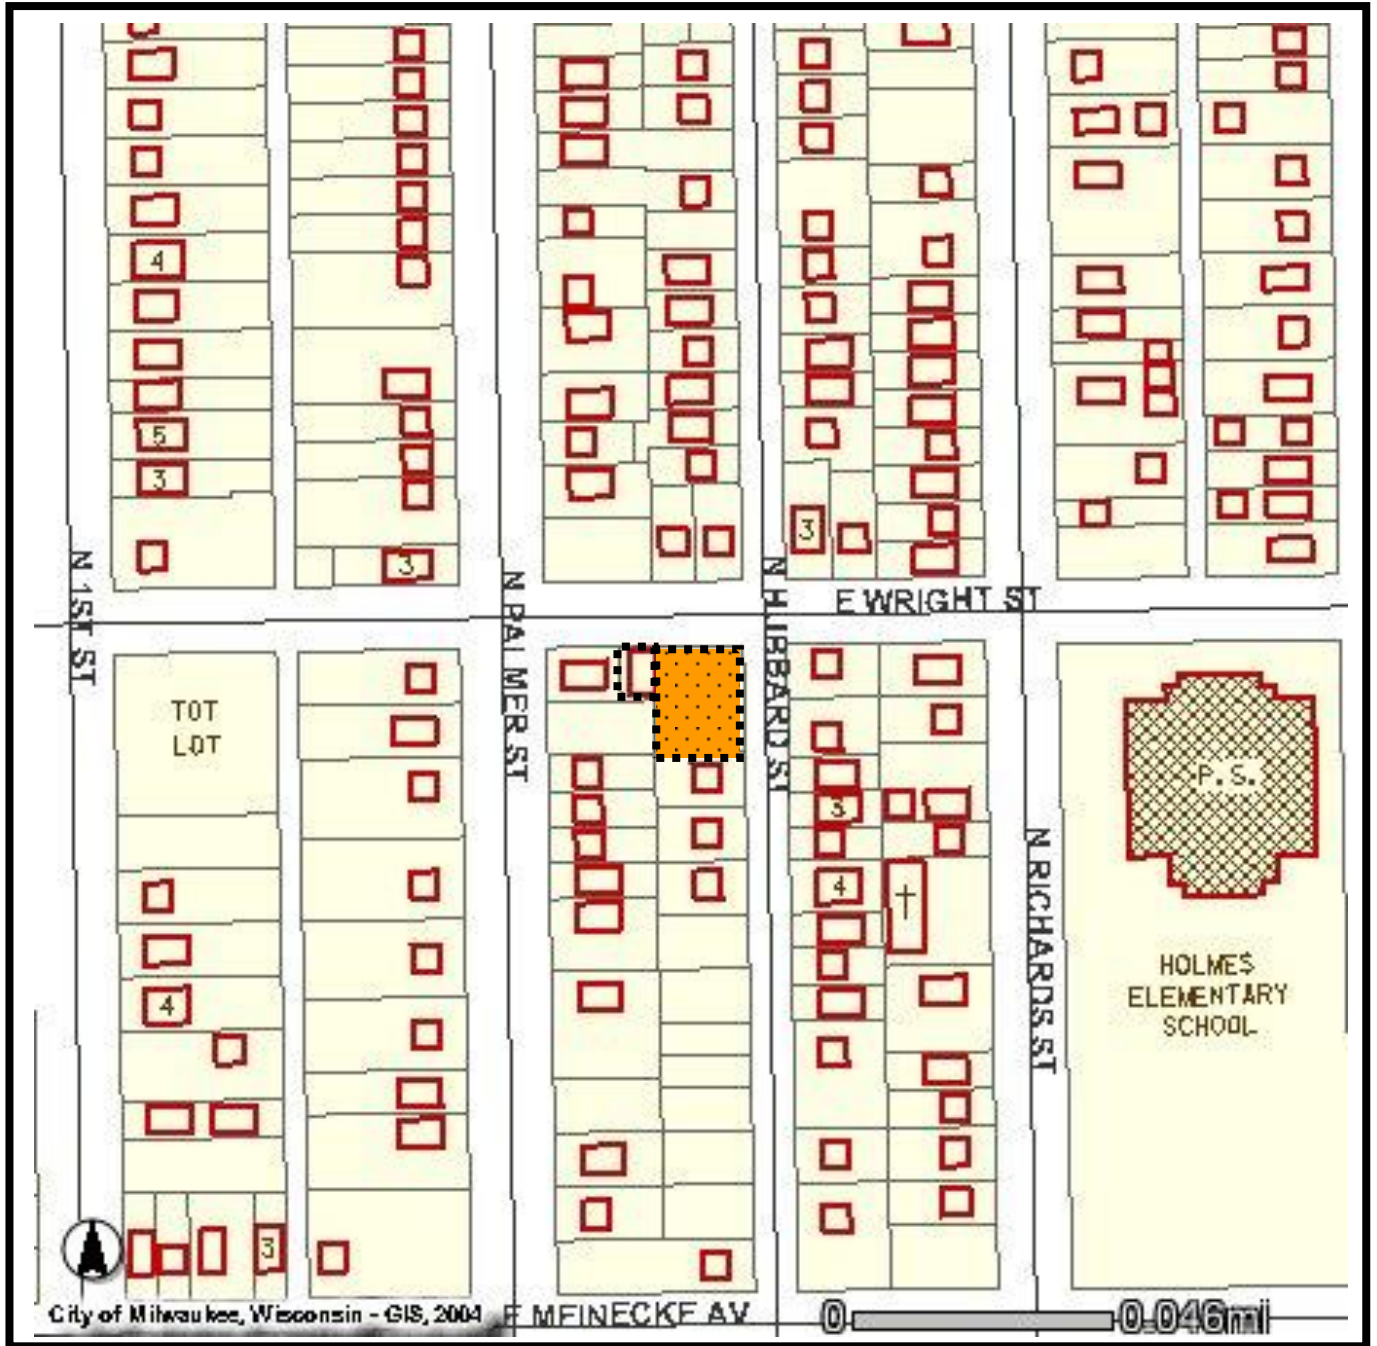 4
5
3
3
3
N 1ST ST
N PALMER ST
N HUBBARD ST
E WRIGHT ST
TOT
LOT
3
4
P.S.
N RICHARDS ST
HOLMES
ELEMENTARY
SCHOOL
4
3
City of Milwaukee, Wisconsin - GIS, 2004
E MEINECKE AV
0
0.046mi